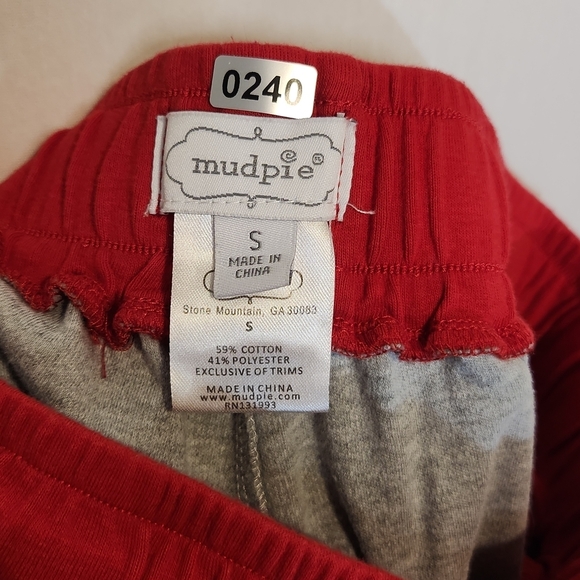 0240
mudpie®
S
MADE IN
CHINA
Stone Mountain, GA 30083
S
59% COTTON
41% POLYESTER
EXCLUSIVE OF TRIMS
MADE IN CHINA
www.mudpie.com
RN131993